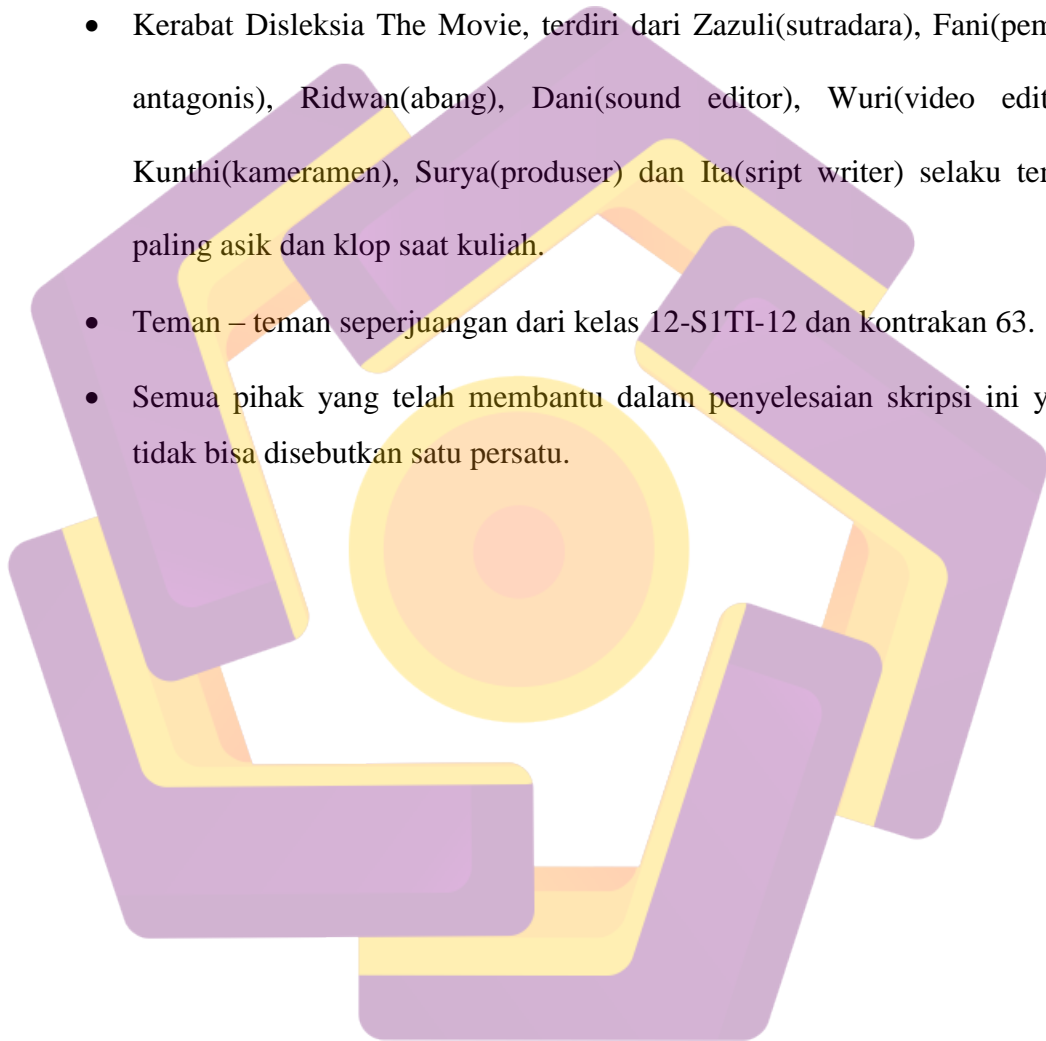 • Kerabat Disleksia The Movie, terdiri dari Zazuli(sutradara), Fani(pem
antagonis), Ridwan(abang), Dani(sound editor), Wuri(video edit
Kunthi(kameramen), Surya(produser) dan Ita(sript writer) selaku ter
paling asik dan klop saat kuliah.
• Teman – teman seperjuangan dari kelas 12-S1TI-12 dan kontrakan 63.
• Semua pihak yang telah membantu dalam penyelesaian skripsi ini y
tidak bisa disebutkan satu persatu.